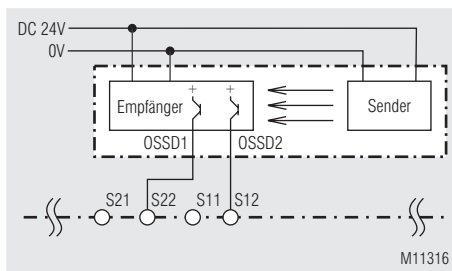 DC 24V
0V
Empfänger
+ +
Sender
OSSD1 OSSD2
S21 S22 S11 S12
M11316